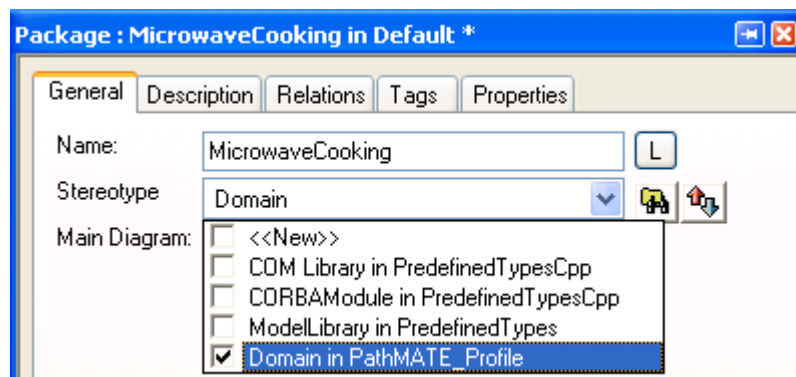 Package : MicrowaveCooking in Default *
General Description Relations Tags Properties
Name: MicrowaveCooking L
Stereotype Domain
Main Diagram: <<New>>
COM Library in PredefinedTypesCpp
CORBAModule in PredefinedTypesCpp
ModelLibrary in PredefinedTypes
Domain in PathMATE_Profile